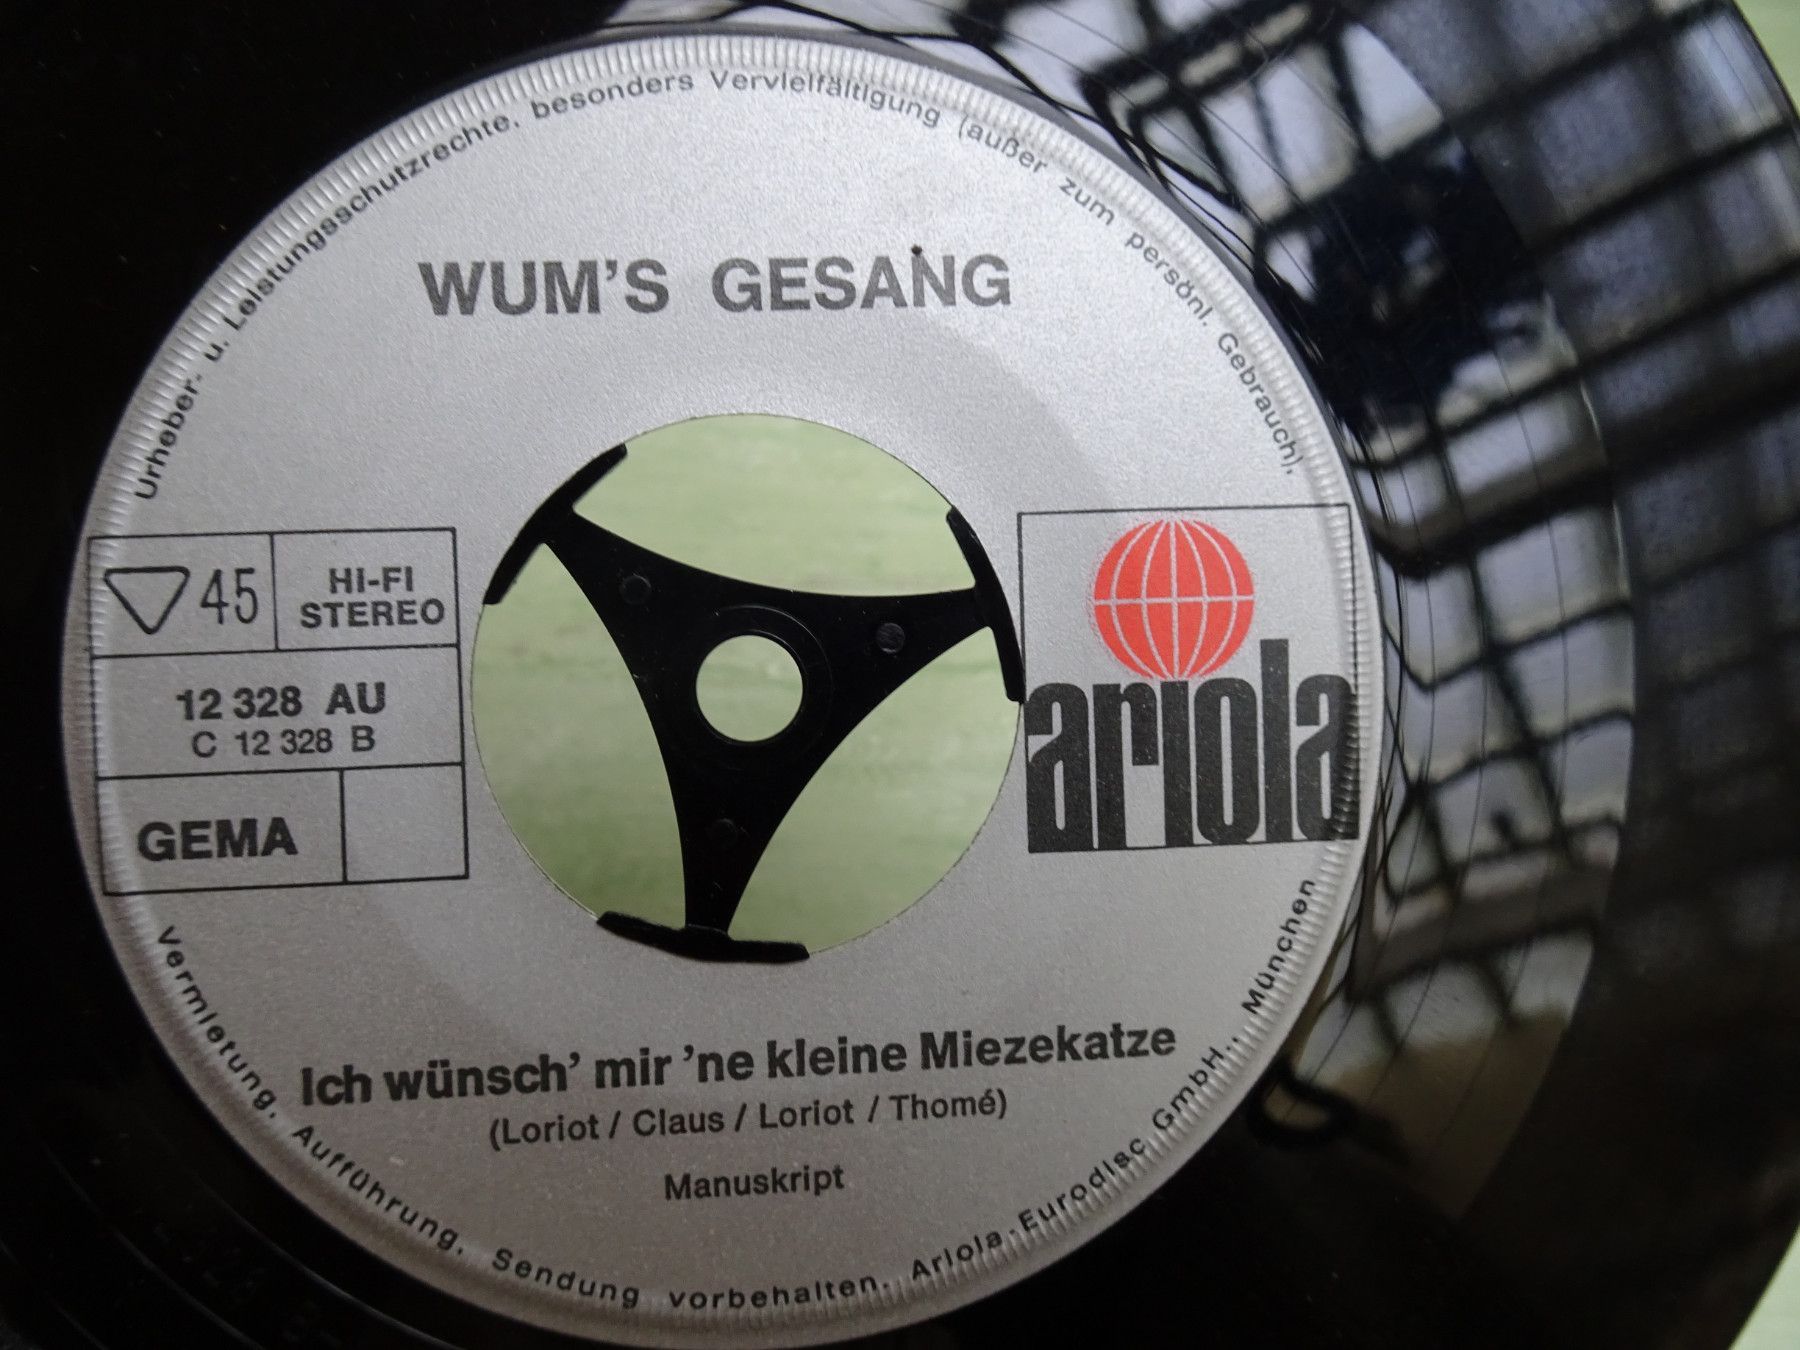 Urheber- u. Leistungsschutzrechte, besonders Vervielfältigung (außer zum persönl. Gebrauch),
WUM'S GESANG
45
HI-FI
STEREO
12 328 AU
C 12 328 B
GEMA
ariola
Ich wünsch' mir 'ne kleine Miezekatze
(Loriot / Claus / Loriot / Thomé)
Manuskript
Vermietung, Aufführung, Sendung vorbehalten. Ariola-Eurodisc GmbH., München